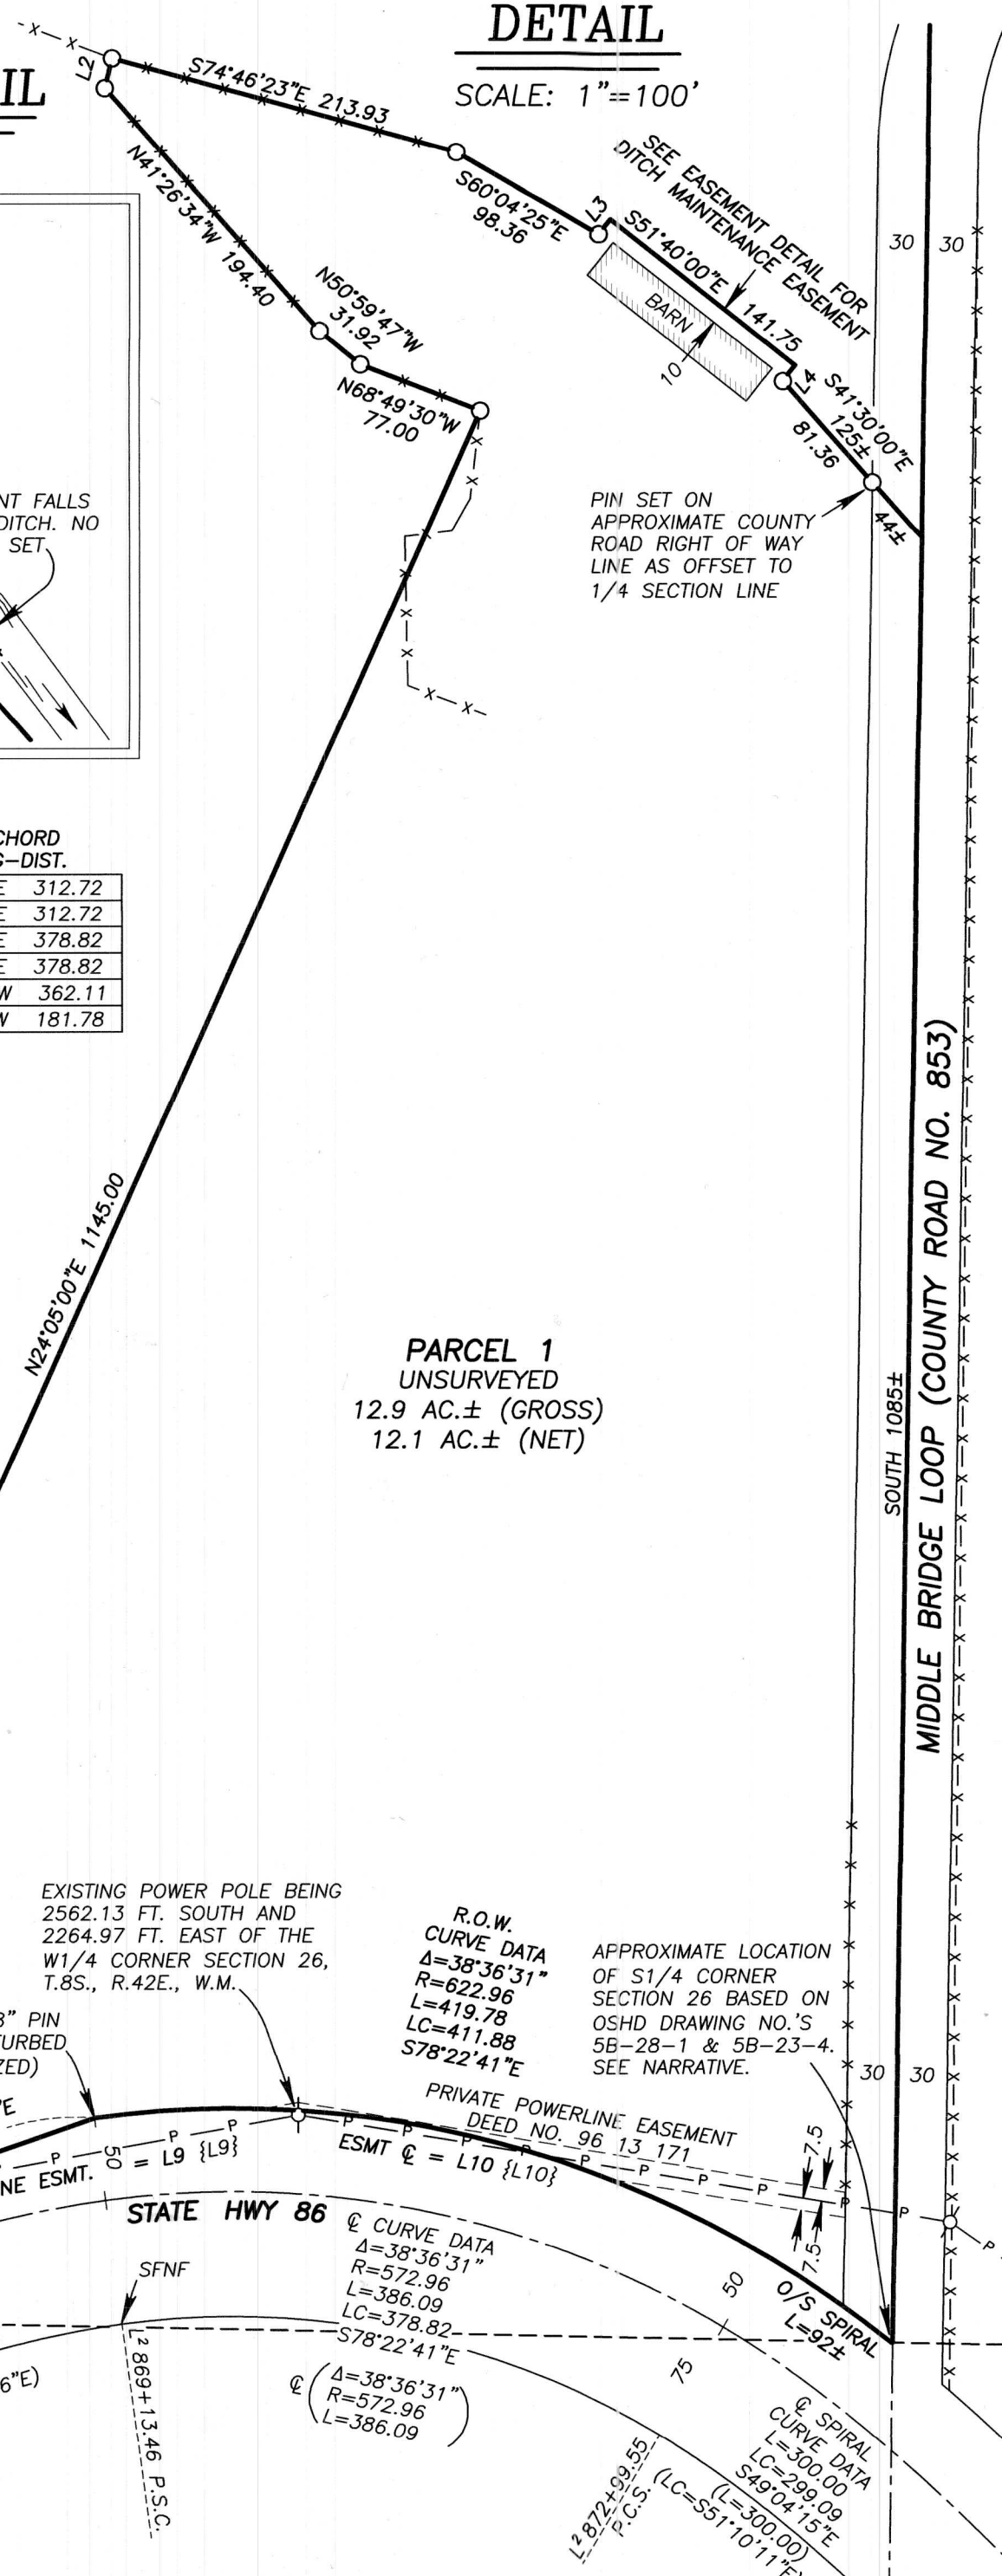 DETAIL
SCALE: 1"=100'
IL
L2
S74°46'23"E 213.93
N41°26'34"W 194.40
S60°04'25"E
98.36
L3
SEE EASEMENT DETAIL FOR
DITCH MAINTENANCE EASEMENT
S51°40'00"E 141.75
BARN
10
L4
S41°30'00"E
125±
81.36
44±
30
30
N50°59'47"W
31.92
N68°49'30"W
77.00
PIN SET ON
APPROXIMATE COUNTY
ROAD RIGHT OF WAY
LINE AS OFFSET TO
1/4 SECTION LINE
NT FALLS
DITCH. NO
SET
CHORD
G-DIST.
E 312.72
E 312.72
E 378.82
E 378.82
W 362.11
W 181.78
N24°05'00"E 1145.00
PARCEL 1
UNSURVEYED
12.9 AC.± (GROSS)
12.1 AC.± (NET)
SOUTH 1085±
MIDDLE BRIDGE LOOP (COUNTY ROAD NO. 853)
EXISTING POWER POLE BEING
2562.13 FT. SOUTH AND
2264.97 FT. EAST OF THE
W1/4 CORNER SECTION 26,
T.8S., R.42E., W.M.
R.O.W.
CURVE DATA
Δ=38°36'31"
R=622.96
L=419.78
LC=411.88
S78°22'41"E
APPROXIMATE LOCATION
OF S1/4 CORNER
SECTION 26 BASED ON
OSHD DRAWING NO.'S
5B-28-1 & 5B-23-4.
SEE NARRATIVE.
8" PIN
TURBED
ZED)
"E
30
30
PRIVATE POWERLINE EASEMENT
DEED NO. 96 13 171
NE ESMT. = L9 {L9}
ESMT ℄ = L10 {L10}
7.5
7.5
50
STATE HWY 86
℄ CURVE DATA
Δ=38°36'31"
R=572.96
L=386.09
LC=378.82
S78°22'41"E
℄ (Δ=38°36'31"
R=572.96
L=386.09)
SFNF
6"E)
L² 869+13.46 P.S.C.
50
75
O/S SPIRAL
L=92±
℄ SPIRAL
CURVE DATA
L=300.00
LC=299.09
S49°04'15"E
(L=300.00)
(LC=S51°10'11"E)
L² 872+99.55
P.C.S.